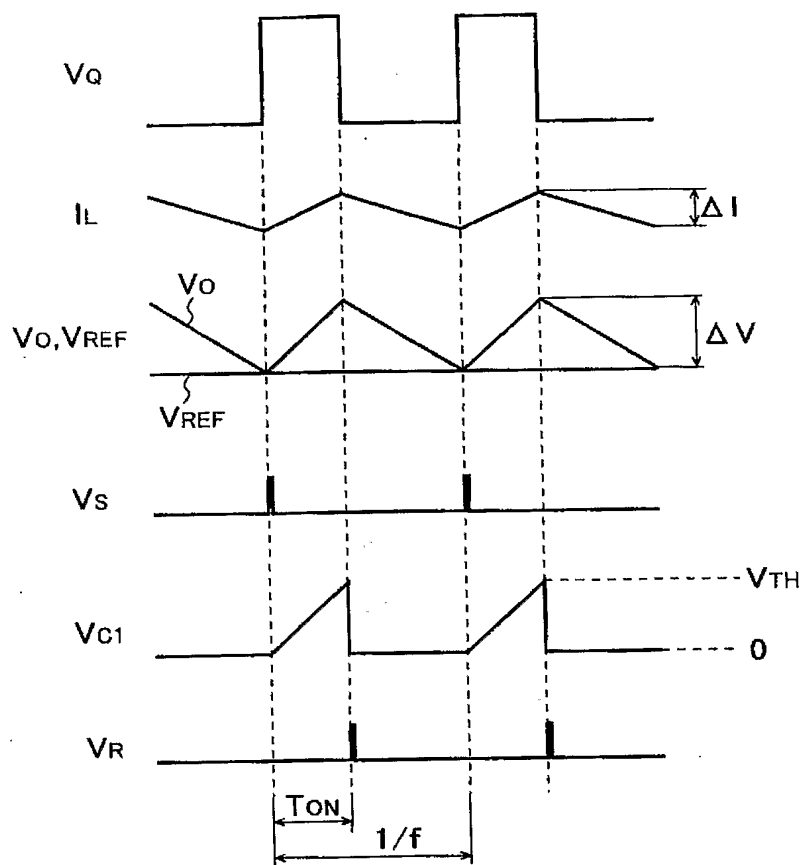 VQ
IL
ΔI
VO
VO,VREF
ΔV
VREF
VS
VTH
VC1
0
VR
TON
1/f